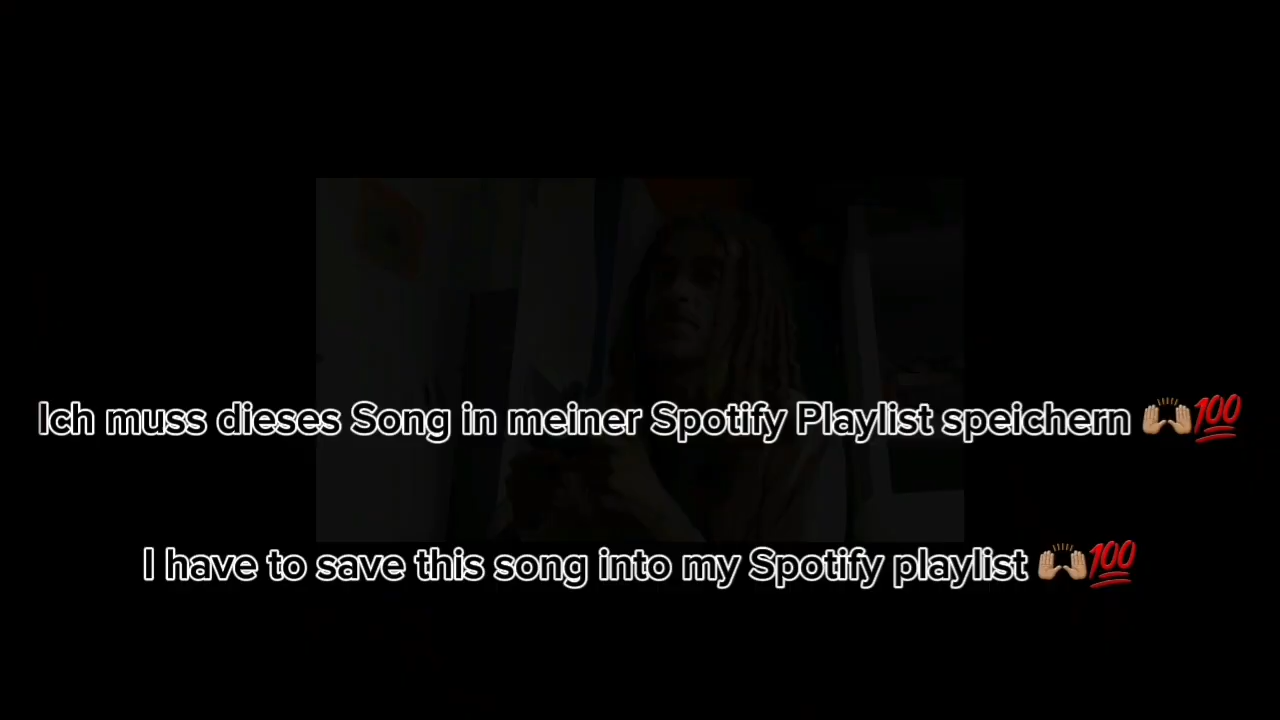 Ich muss dieses Song in meiner Spotify Playlist speichern 🙌🏼💯
I have to save this song into my Spotify playlist 🙌🏼💯